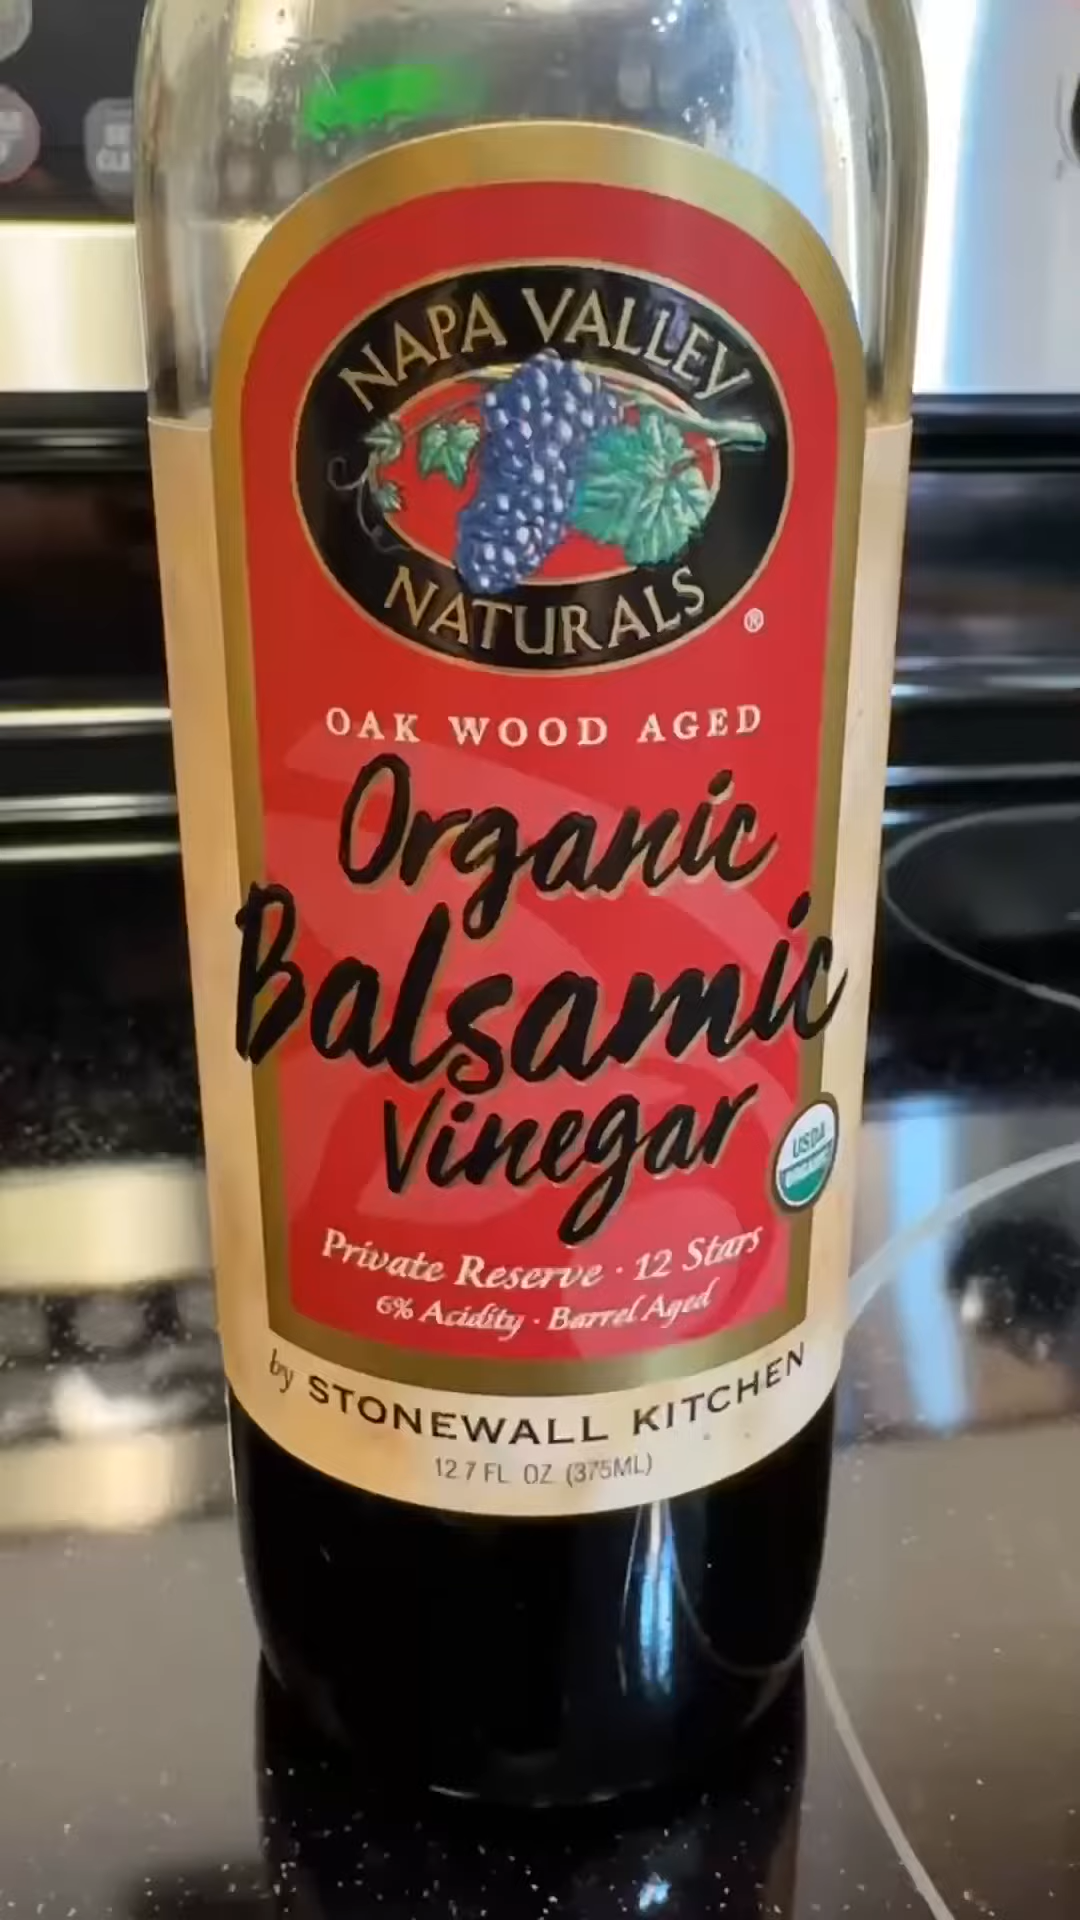 NAPA VALLEY
NATURALS
®
OAK WOOD AGED
Organic
Balsamic
Vinegar
USDA
Private Reserve · 12 Stars
6% Acidity · Barrel Aged
by STONEWALL KITCHEN
12.7 FL OZ (375ML)